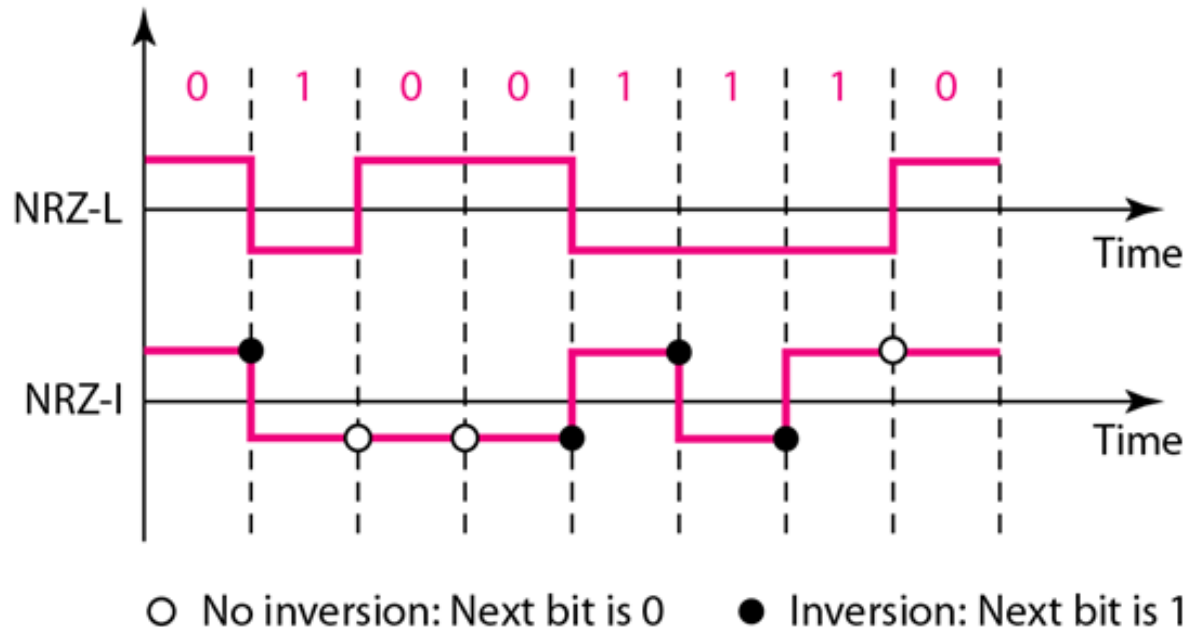 0 1 0 0 1 1 1 0
NRZ-L
Time
NRZ-I
Time
No inversion: Next bit is 0
Inversion: Next bit is 1